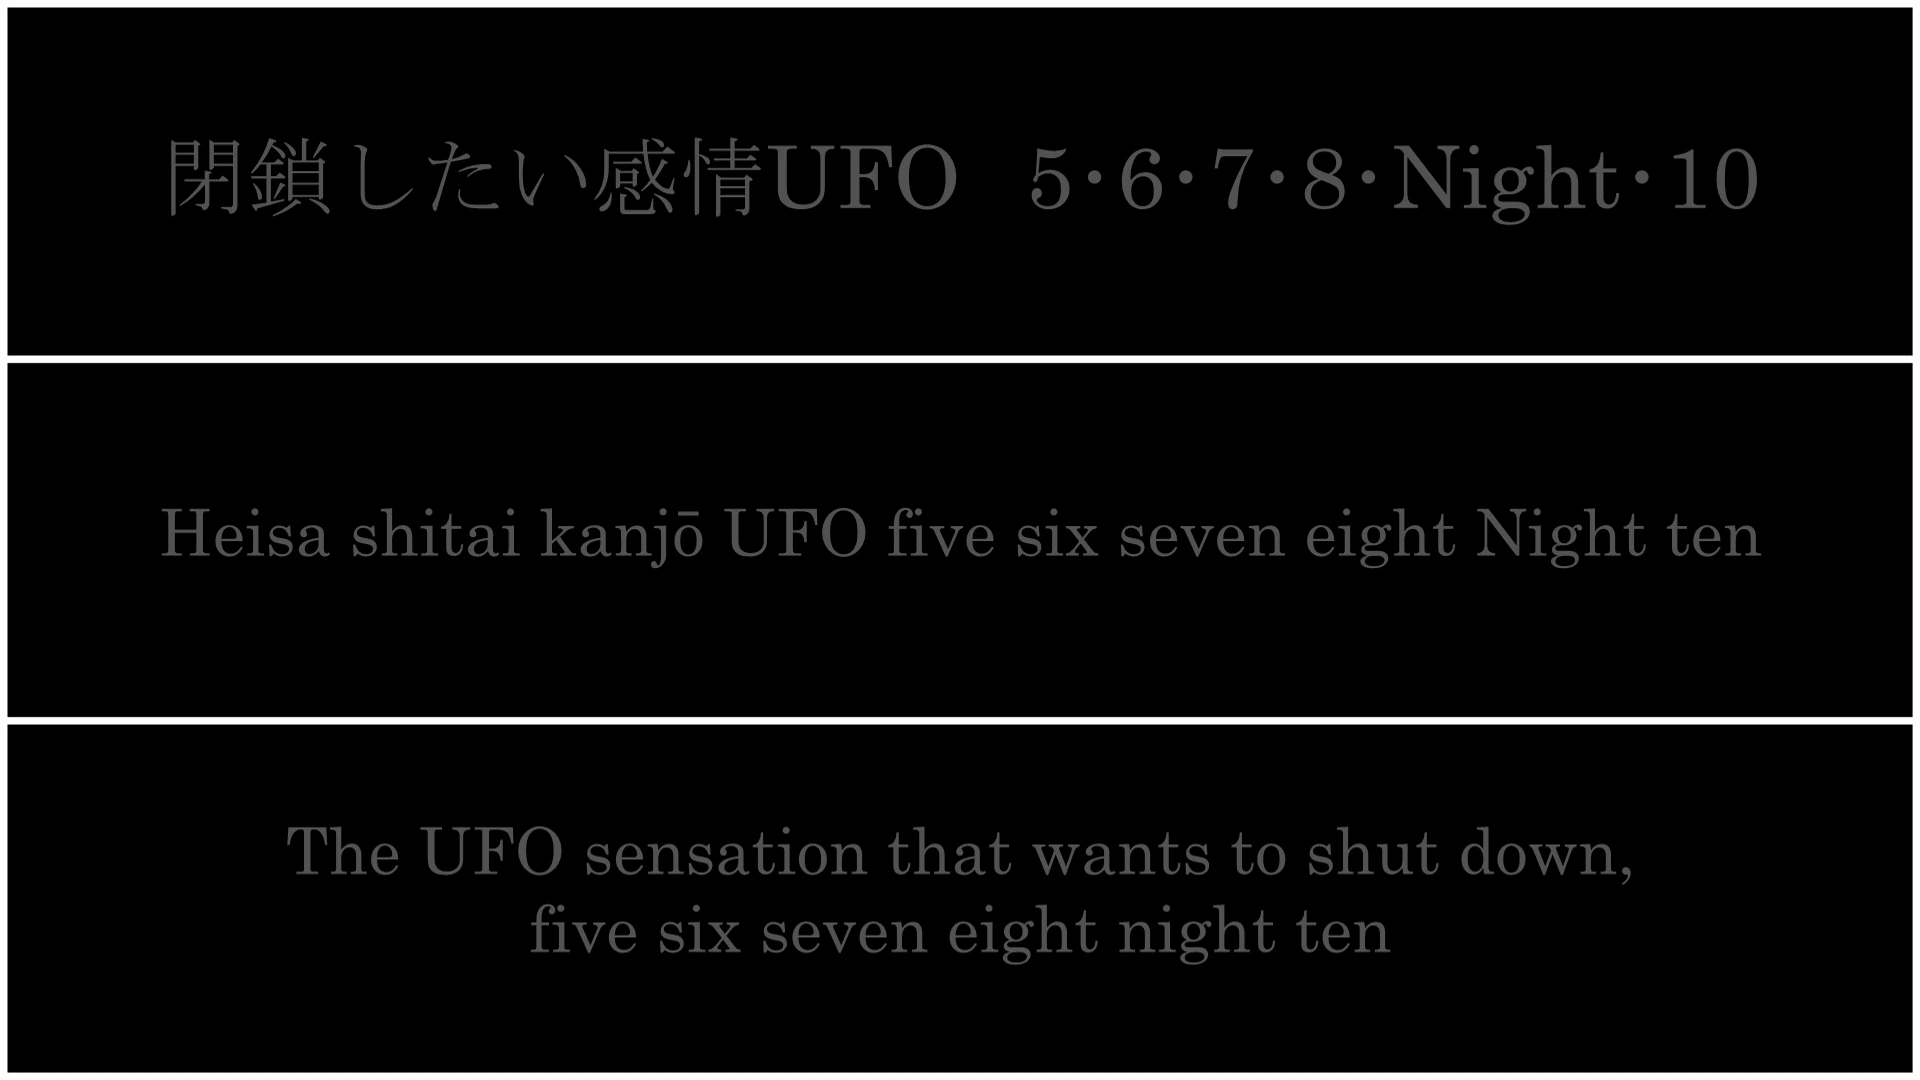 閉鎖したい感情UFO　5・6・7・8・Night・10
Heisa shitai kanjō UFO five six seven eight Night ten
The UFO sensation that wants to shut down,
five six seven eight night ten